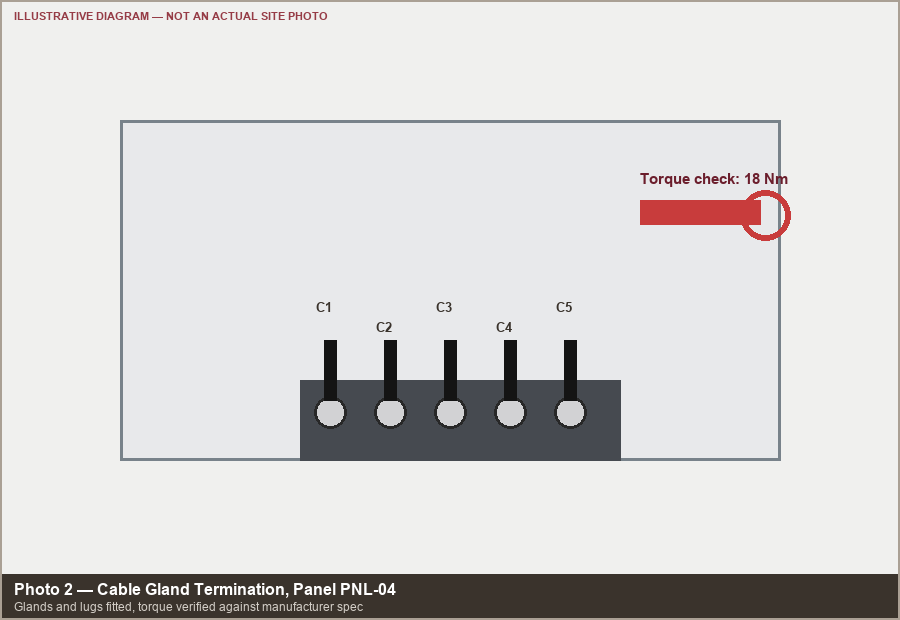 ILLUSTRATIVE DIAGRAM — NOT AN ACTUAL SITE PHOTO
Torque check: 18 Nm
C1
C2
C3
C4
C5
Photo 2 — Cable Gland Termination, Panel PNL-04
Glands and lugs fitted, torque verified against manufacturer spec